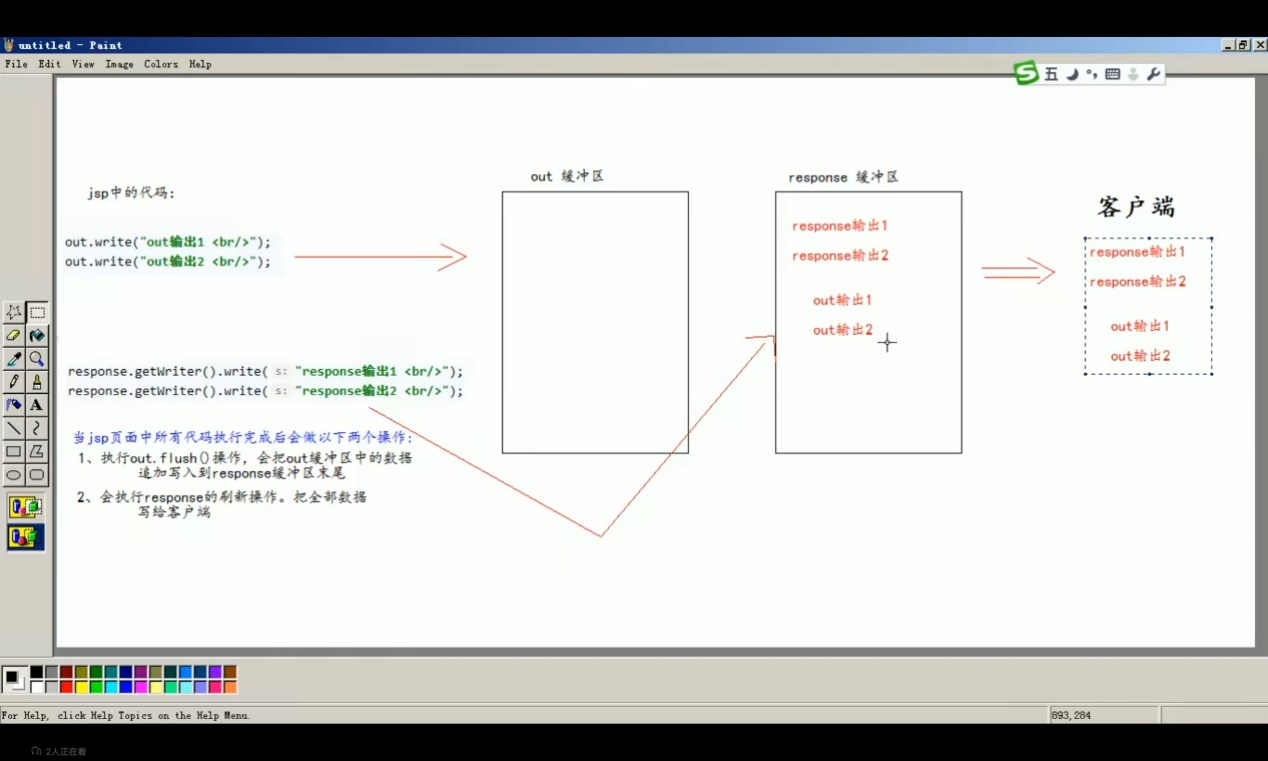 untitled - Paint
File Edit View Image Colors Help
五
out 缓冲区
response 缓冲区
jsp中的代码:
客户端
out.write("out输出1 <br/>");
out.write("out输出2 <br/>");
response输出1
response输出2
out输出1
out输出2
response输出1
response输出2
out输出1
out输出2
response.getWriter().write( s: "response输出1 <br/>");
response.getWriter().write( s: "response输出2 <br/>");
当jsp页面中所有代码执行完成后会做以下两个操作:
1、执行out.flush()操作,会把out缓冲区中的数据
追加写入到response缓冲区末尾
2、会执行response的刷新操作。把全部数据
写给客户端
A
For Help, click Help Topics on the Help Menu.
893,284
2人正在看